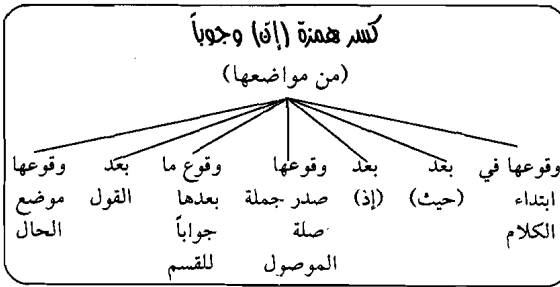 كسر همزة (إن) وجوباً
(من مواضعها)
وقوعها في ابتداء الكلام
بعد (حيث)
بعد (إذ)
وقوعها صدر جملة صلة الموصول
وقوع ما بعدها جواباً للقسم
بعد القول
وقوعها موضع الحال